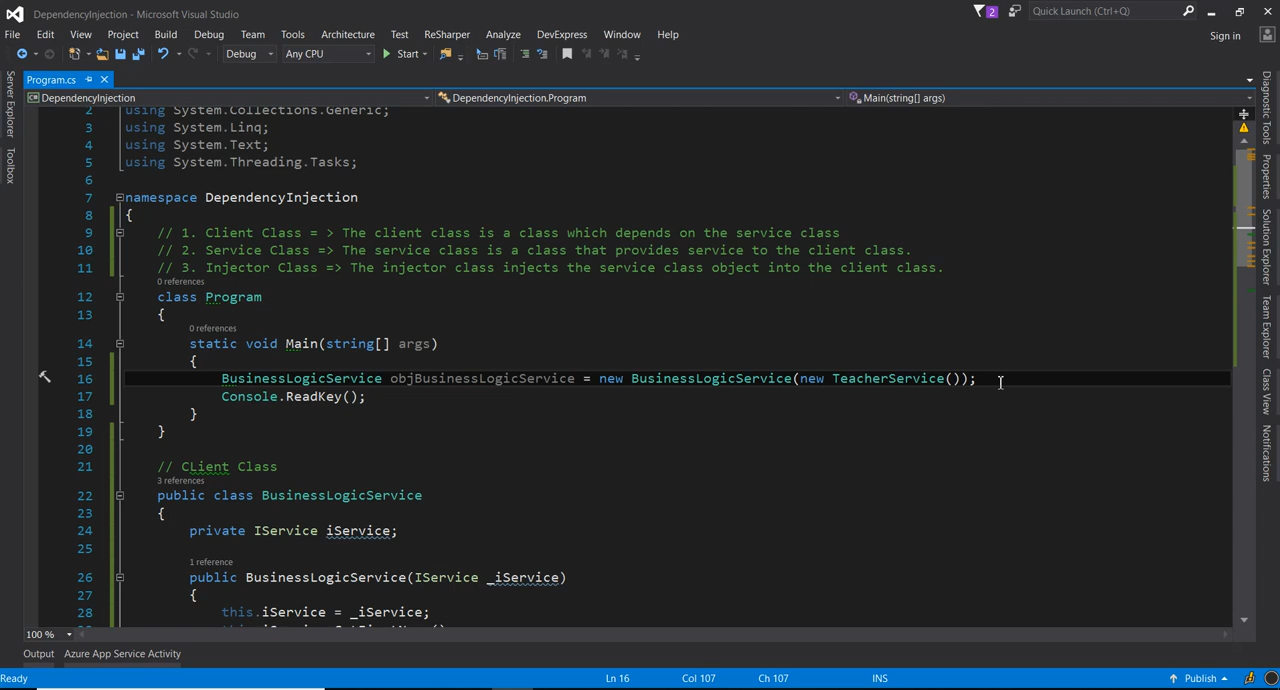 DependencyInjection - Microsoft Visual Studio
2
Quick Launch (Ctrl+Q)
File Edit View Project Build Debug Team Tools Architecture Test ReSharper Analyze DevExpress Window Help
Sign in
Debug Any CPU Start
Program.cs
DependencyInjection DependencyInjection.Program Main(string[] args)
Server Explorer
Toolbox
2 using System.Collections.Generic;
3 using System.Linq;
4 using System.Text;
5 using System.Threading.Tasks;
6
7 namespace DependencyInjection
8 {
9 // 1. Client Class = > The client class is a class which depends on the service class
10 // 2. Service Class => The service class is a class that provides service to the client class.
11 // 3. Injector Class => The injector class injects the service class object into the client class.
0 references
12 class Program
13 {
0 references
14 static void Main(string[] args)
15 {
16 BusinessLogicService objBusinessLogicService = new BusinessLogicService(new TeacherService());
17 Console.ReadKey();
18 }
19 }
20
21 // CLient Class
3 references
22 public class BusinessLogicService
23 {
24 private IService iService;
25
1 reference
26 public BusinessLogicService(IService _iService)
27 {
28 this.iService = _iService;
100 %
Diagnostic Tools
Properties
Solution Explorer
Team Explorer
Class View
Notifications
Output Azure App Service Activity
Ready Ln 16 Col 107 Ch 107 INS Publish